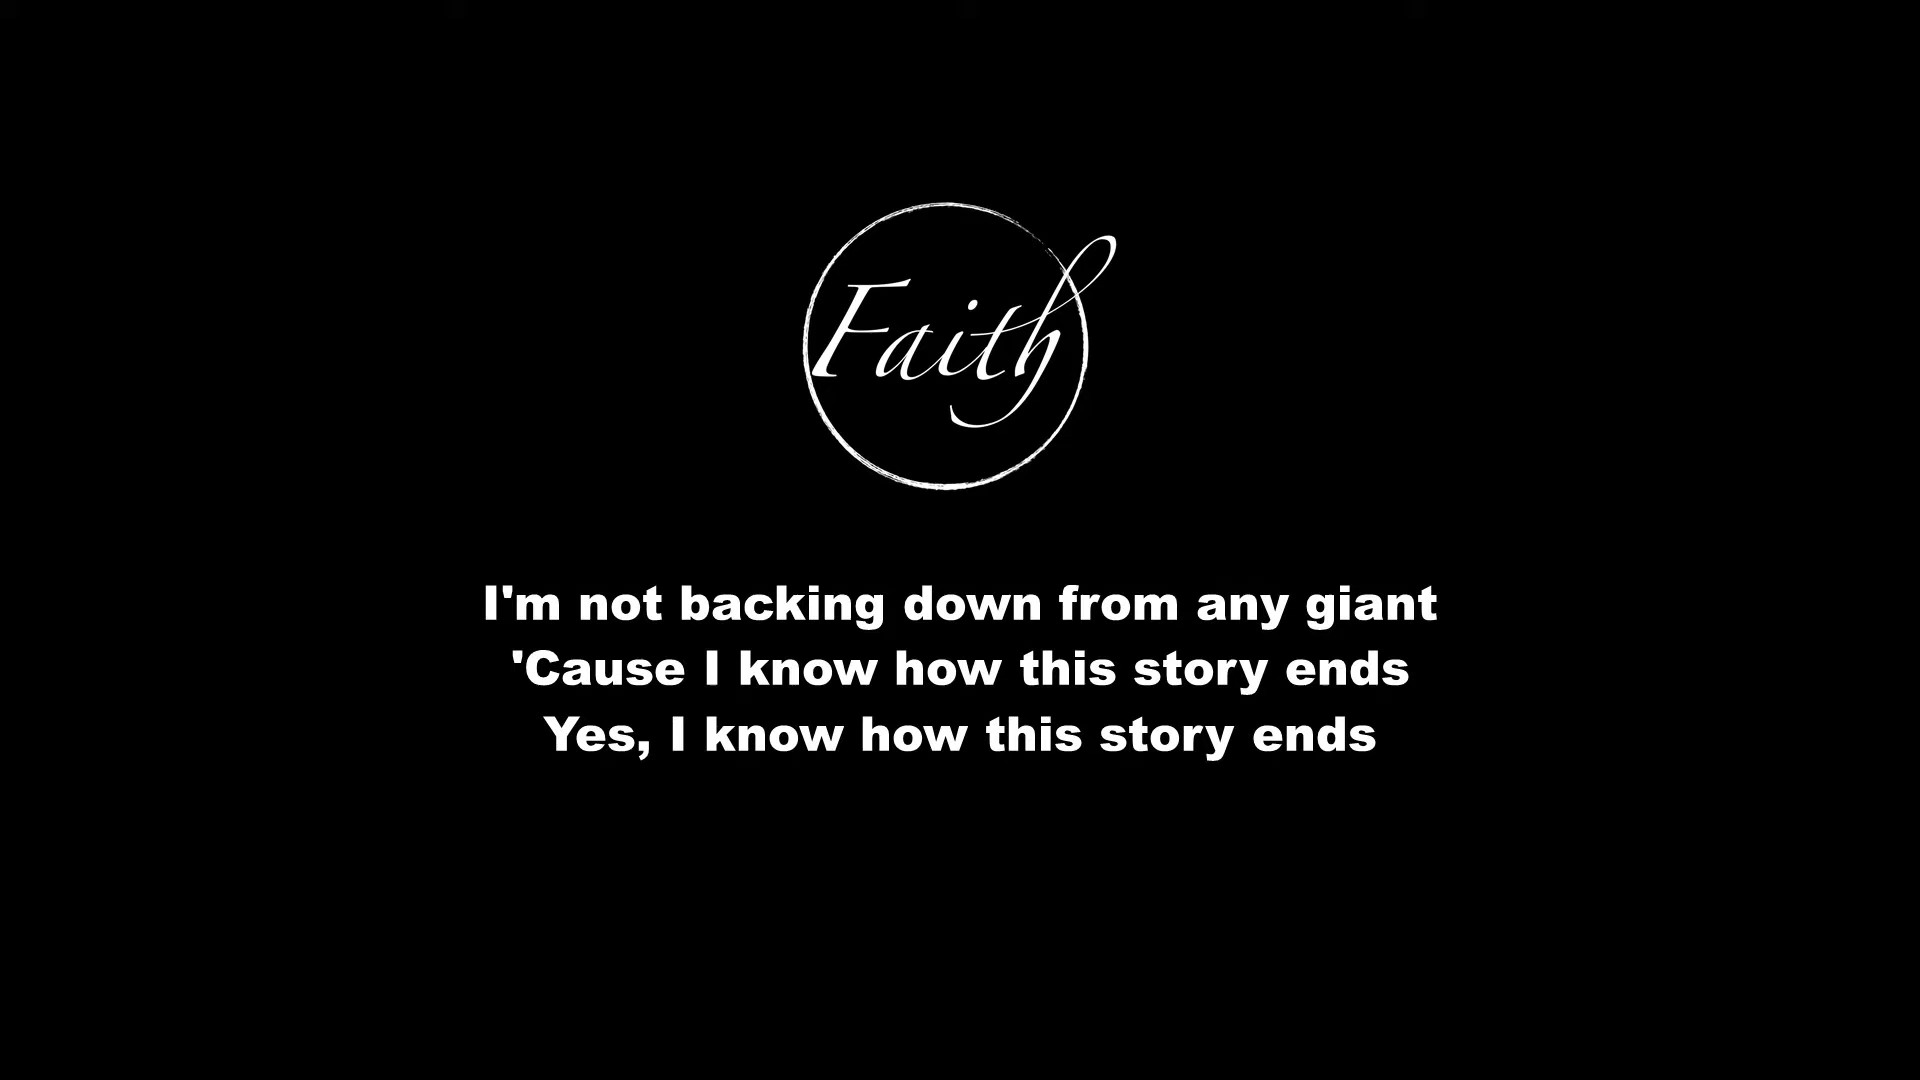 Faith
I'm not backing down from any giant
'Cause I know how this story ends
Yes, I know how this story ends